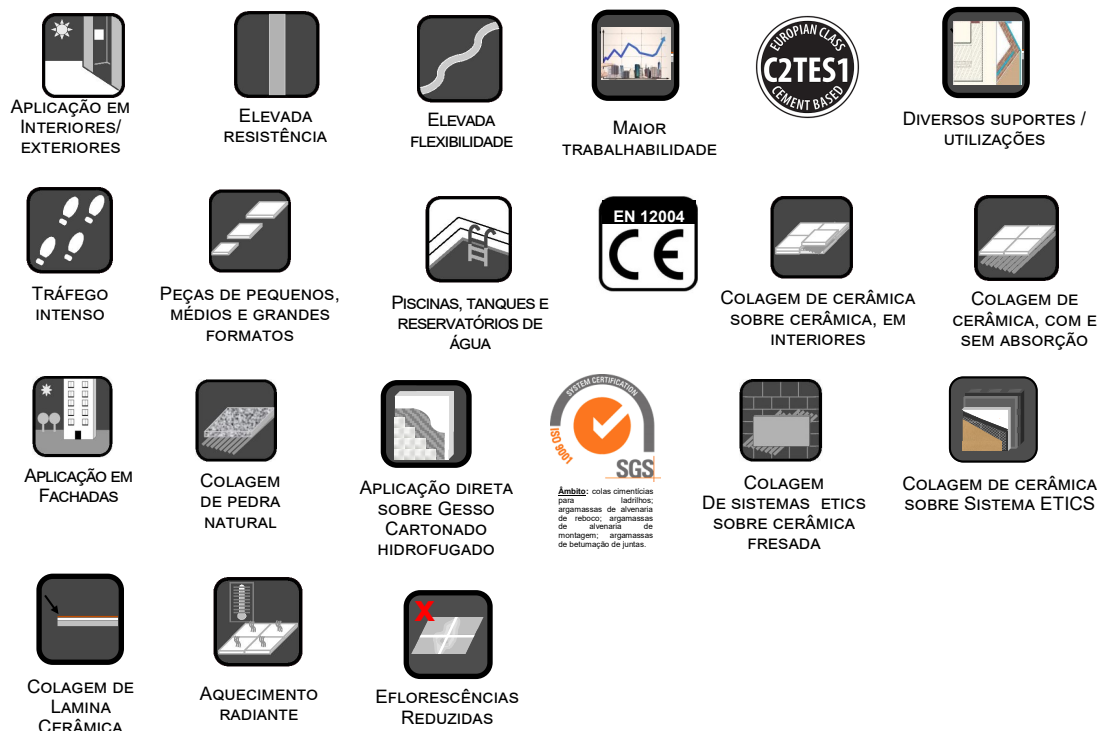 APLICAÇÃO EM
INTERIORES/
EXTERIORES
ELEVADA
RESISTÊNCIA
ELEVADA
FLEXIBILIDADE
MAIOR
TRABALHABILIDADE
EUROPIAN CLASS
C2TES1
CEMENT BASED
DIVERSOS SUPORTES /
UTILIZAÇÕES
TRÁFEGO
INTENSO
PEÇAS DE PEQUENOS,
MÉDIOS E GRANDES
FORMATOS
PISCINAS, TANQUES E
RESERVATÓRIOS DE
ÁGUA
EN 12004
CE
COLAGEM DE CERÂMICA
SOBRE CERÂMICA, EM
INTERIORES
COLAGEM DE
CERÂMICA, COM E
SEM ABSORÇÃO
APLICAÇÃO EM
FACHADAS
COLAGEM
DE PEDRA
NATURAL
APLICAÇÃO DIRETA
SOBRE GESSO
CARTONADO
HIDROFUGADO
SYSTEM CERTIFICATION
ISO 9001
SGS
Âmbito: colas cimentícias
para ladrilhos;
argamassas de alvenaria
de reboco; argamassas
de alvenaria de
montagem; argamassas
de betumação de juntas.
COLAGEM
DE SISTEMAS ETICS
SOBRE CERÂMICA
FRESADA
COLAGEM DE CERÂMICA
SOBRE SISTEMA ETICS
COLAGEM DE
LAMINA
CERÂMICA
AQUECIMENTO
RADIANTE
EFLORESCÊNCIAS
REDUZIDAS